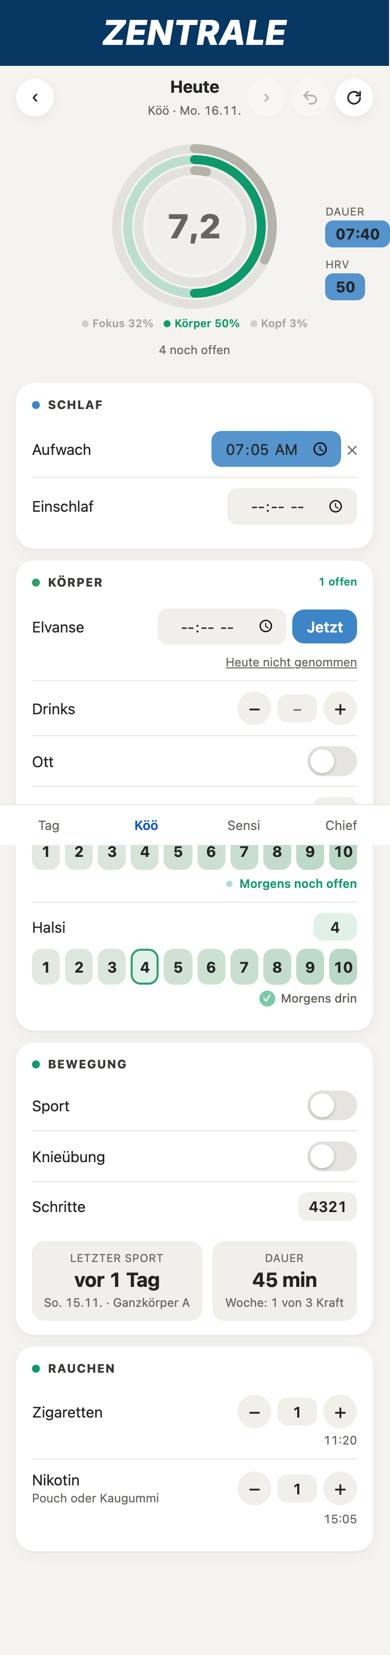 ZENTRALE
Heute
Köö · Mo. 16.11.
7,2
DAUER
07:40
HRV
50
Fokus 32% Körper 50% Kopf 3%
4 noch offen
SCHLAF
Aufwach 07:05 AM
Einschlaf --:-- --
KÖRPER 1 offen
Elvanse --:-- -- Jetzt
Heute nicht genommen
Drinks − – +
Ott
Tag Köö Sensi Chief
1 2 3 4 5 6 7 8 9 10
Morgens noch offen
Halsi 4
1 2 3 4 5 6 7 8 9 10
Morgens drin
BEWEGUNG
Sport
Knieübung
Schritte 4321
LETZTER SPORT
vor 1 Tag
So. 15.11. · Ganzkörper A
DAUER
45 min
Woche: 1 von 3 Kraft
RAUCHEN
Zigaretten − 1 +
11:20
Nikotin − 1 +
Pouch oder Kaugummi
15:05